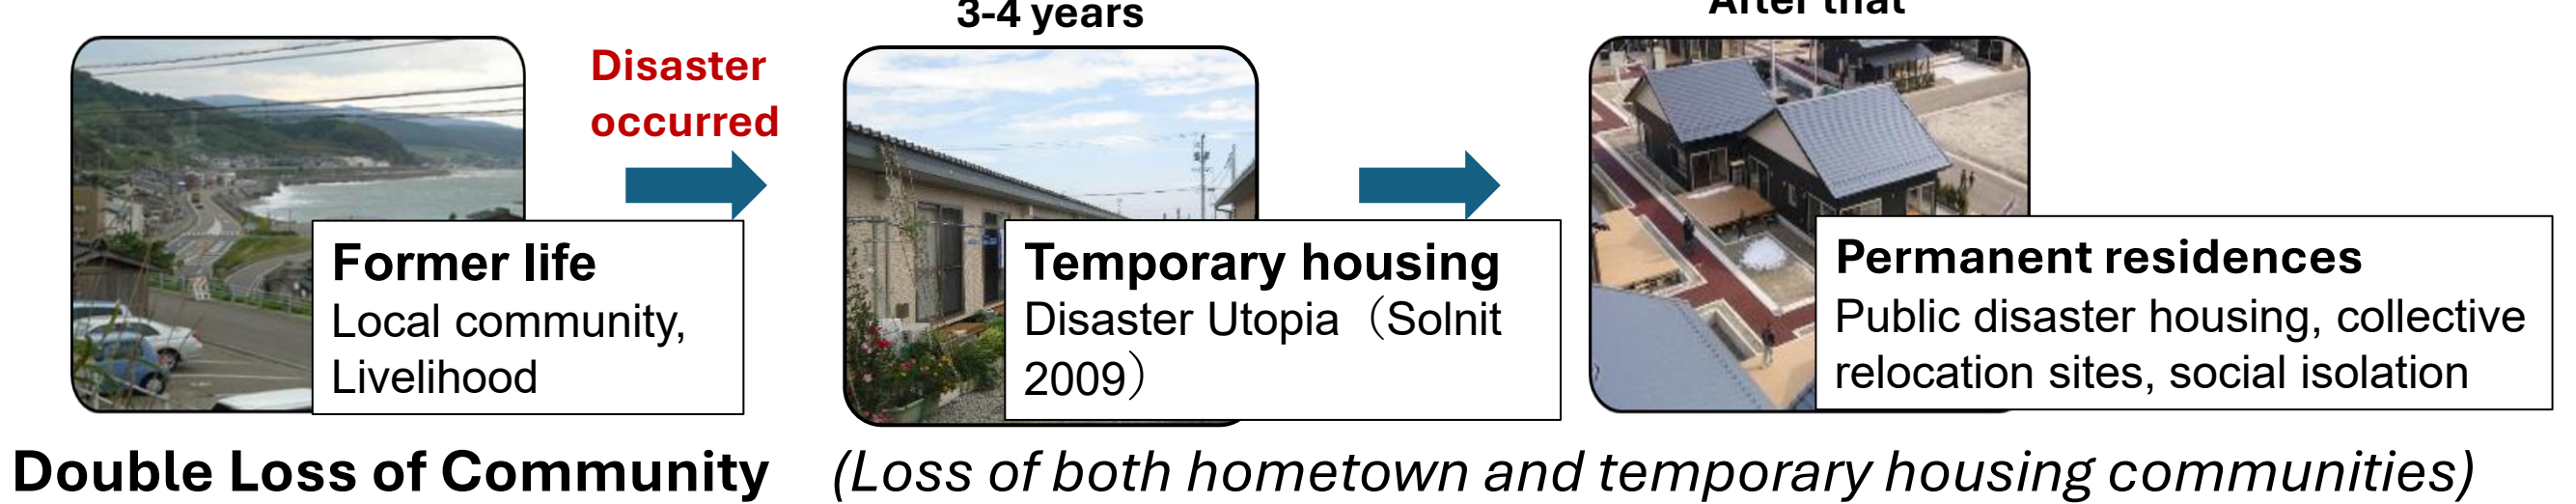 3-4 years
After that
Disaster
occurred
Former life
Local community,
Livelihood
Temporary housing
Disaster Utopia（Solnit
2009）
Permanent residences
Public disaster housing, collective
relocation sites, social isolation
Double Loss of Community (Loss of both hometown and temporary housing communities)